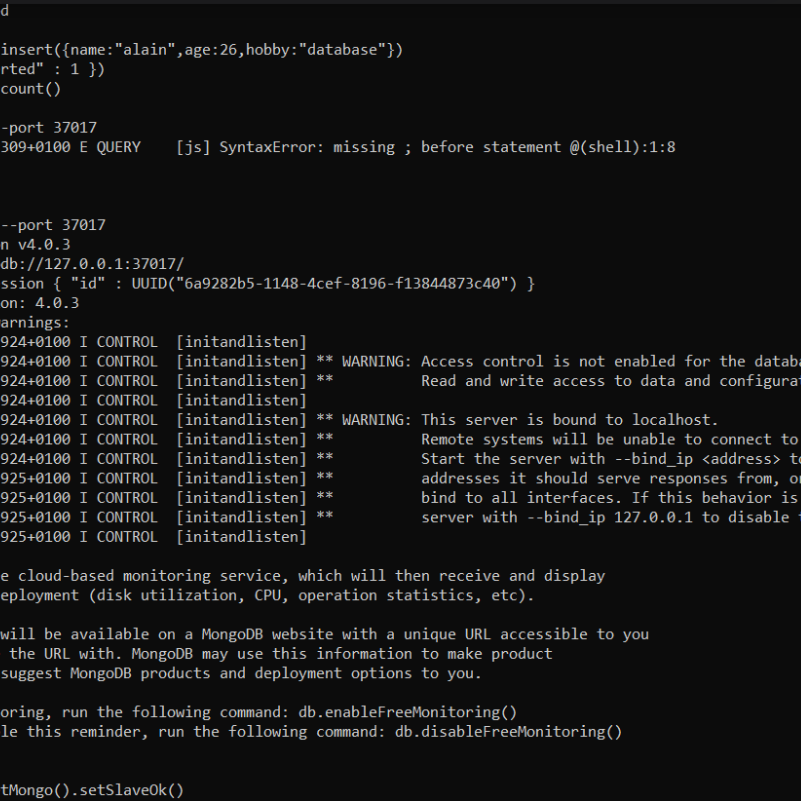 d
insert({name:"alain",age:26,hobby:"database"})
rted" : 1 })
count()
-port 37017
309+0100 E QUERY    [js] SyntaxError: missing ; before statement @(shell):1:8
--port 37017
n v4.0.3
db://127.0.0.1:37017/
ssion { "id" : UUID("6a9282b5-1148-4cef-8196-f13844873c40") }
on: 4.0.3
arnings:
924+0100 I CONTROL  [initandlisten]
924+0100 I CONTROL  [initandlisten] ** WARNING: Access control is not enabled for the databa
924+0100 I CONTROL  [initandlisten] **          Read and write access to data and configurat
924+0100 I CONTROL  [initandlisten]
924+0100 I CONTROL  [initandlisten] ** WARNING: This server is bound to localhost.
924+0100 I CONTROL  [initandlisten] **          Remote systems will be unable to connect to
924+0100 I CONTROL  [initandlisten] **          Start the server with --bind_ip <address> to
925+0100 I CONTROL  [initandlisten] **          addresses it should serve responses from, or
925+0100 I CONTROL  [initandlisten] **          bind to all interfaces. If this behavior is
925+0100 I CONTROL  [initandlisten] **          server with --bind_ip 127.0.0.1 to disable t
925+0100 I CONTROL  [initandlisten]
e cloud-based monitoring service, which will then receive and display
eployment (disk utilization, CPU, operation statistics, etc).
will be available on a MongoDB website with a unique URL accessible to you
the URL with. MongoDB may use this information to make product
suggest MongoDB products and deployment options to you.
oring, run the following command: db.enableFreeMonitoring()
le this reminder, run the following command: db.disableFreeMonitoring()
tMongo().setSlaveOk()